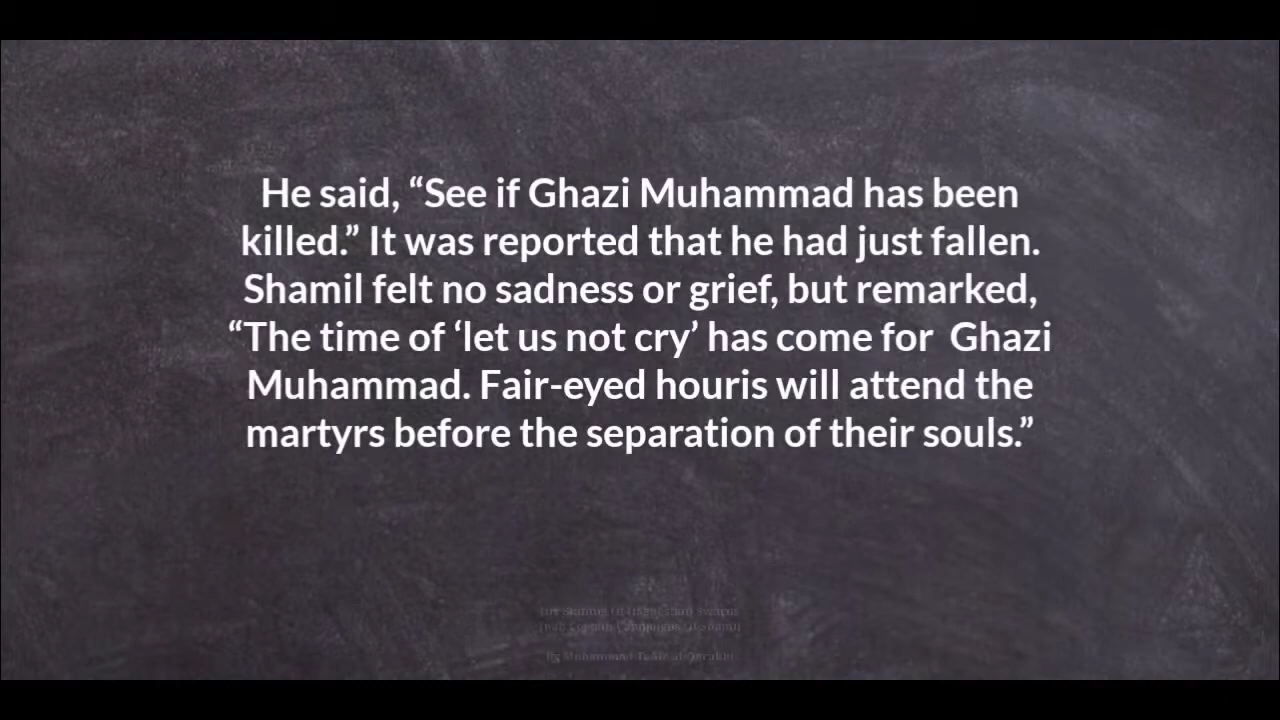 He said, “See if Ghazi Muhammad has been
killed.” It was reported that he had just fallen.
Shamil felt no sadness or grief, but remarked,
“The time of ‘let us not cry’ has come for  Ghazi
Muhammad. Fair-eyed houris will attend the
martyrs before the separation of their souls.”
By Muhammad